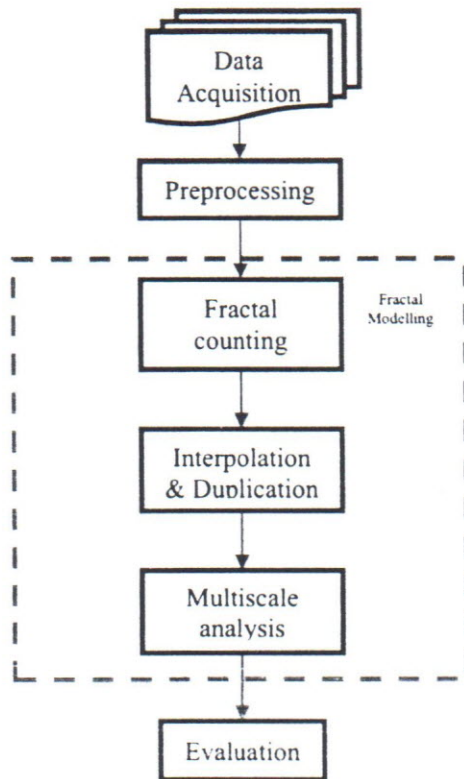 Data
Acquisition
Preprocessing
Fractal
counting
Fractal
Modelling
Interpolation
& Duplication
Multiscale
analysis
Evaluation